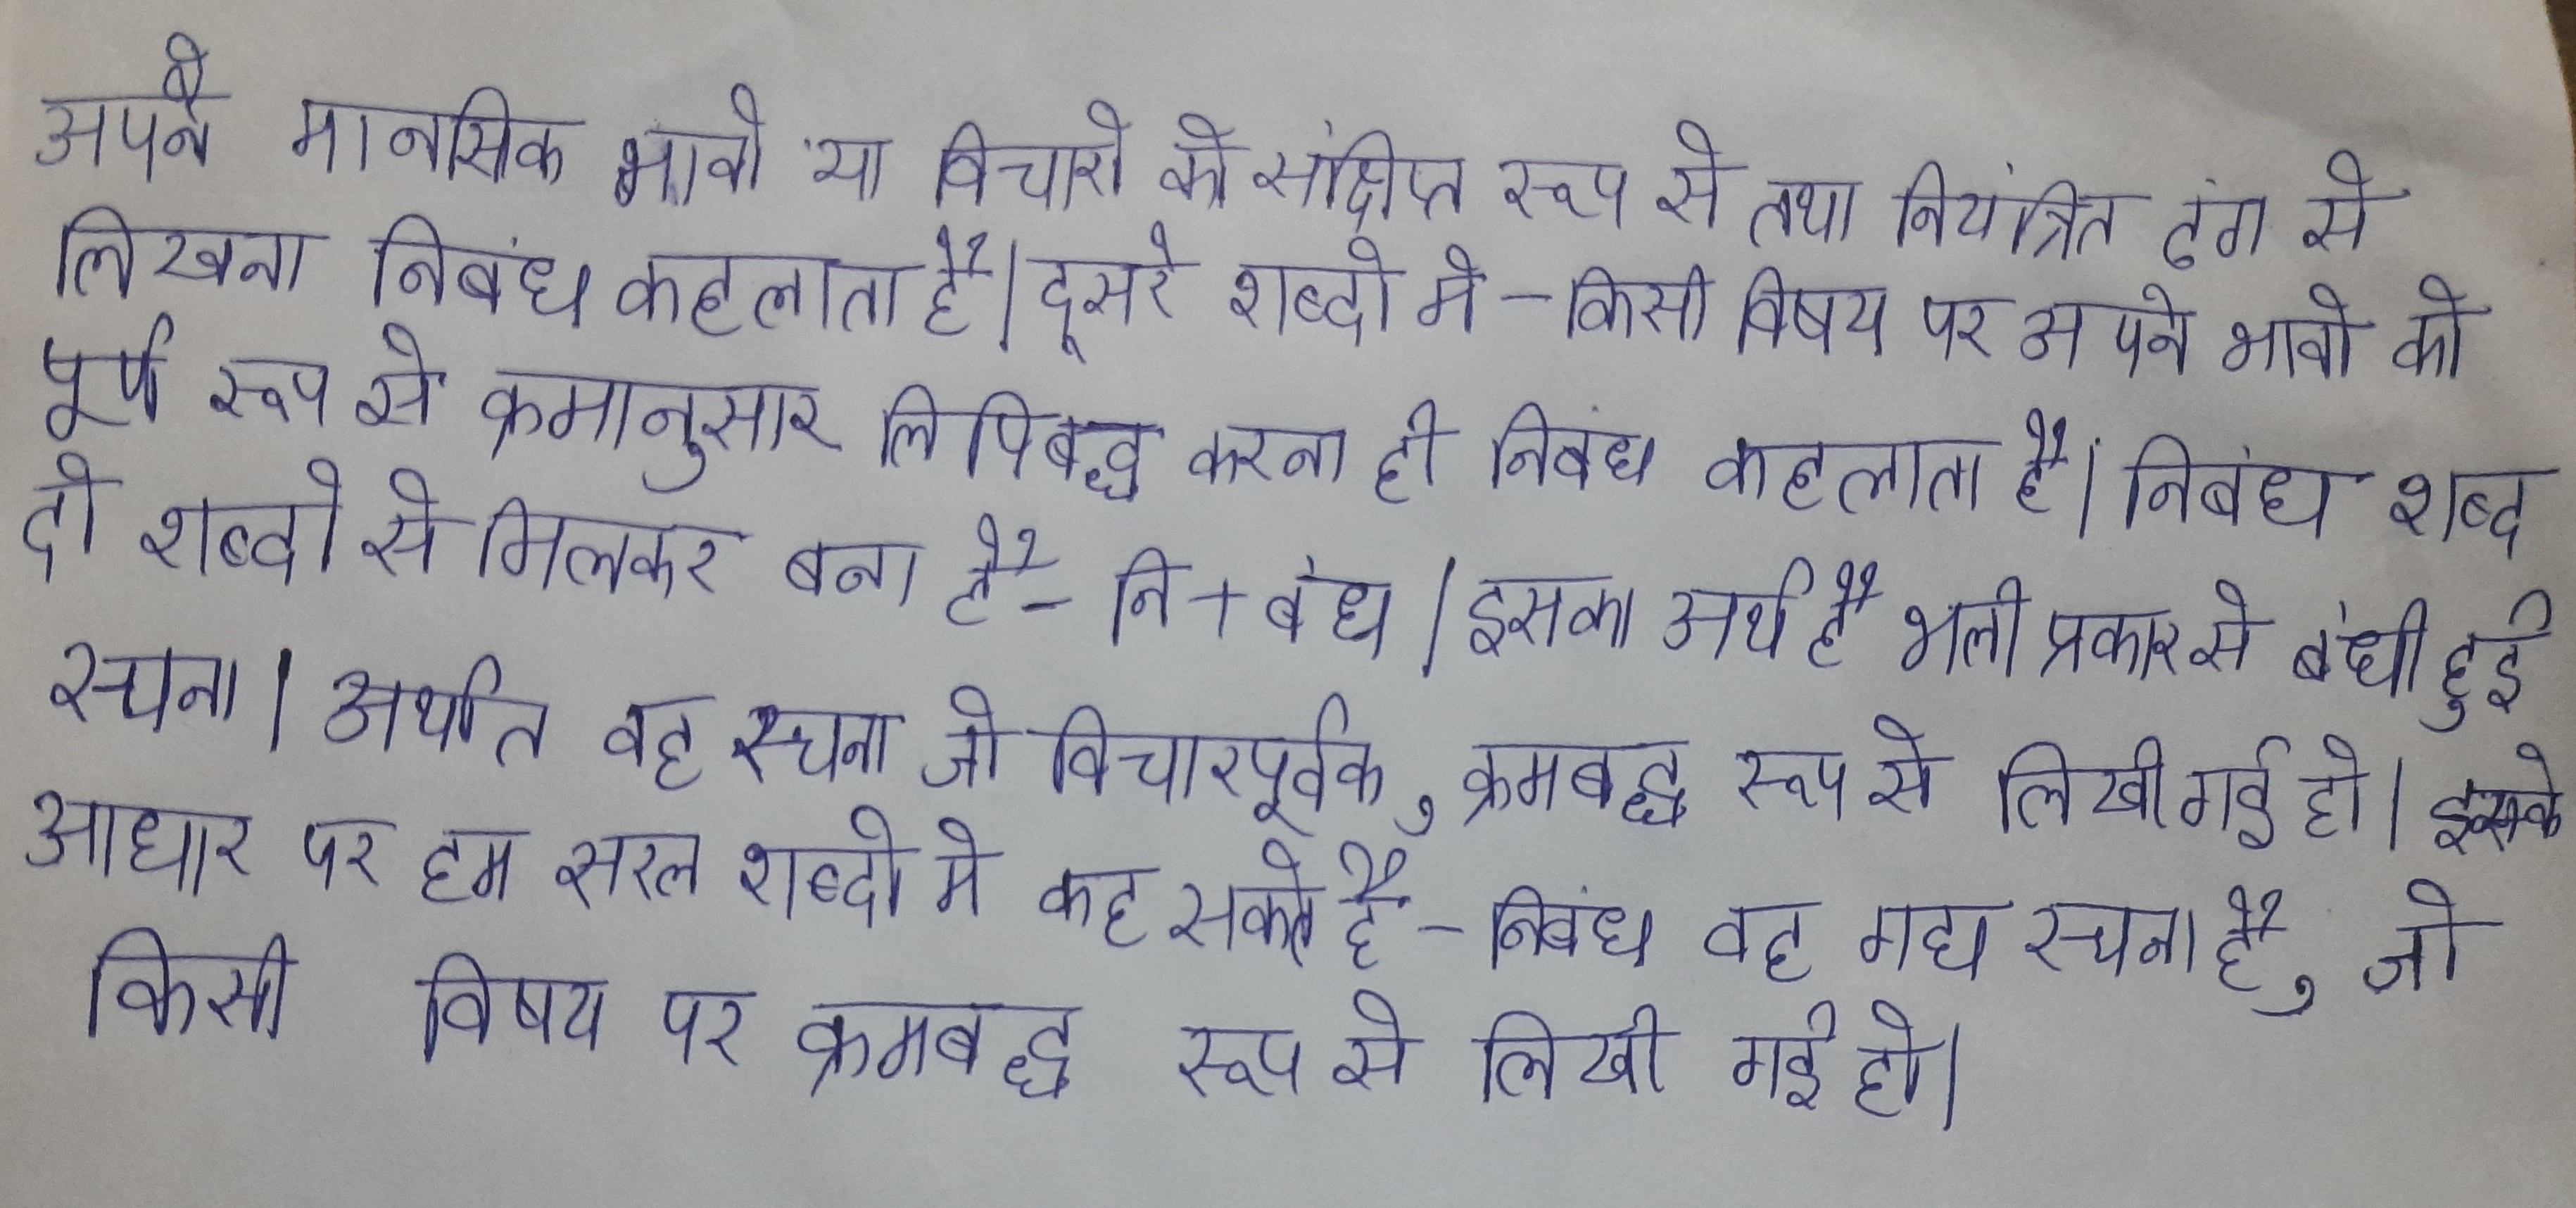 अपने मानसिक भावो या विचारो को संक्षिप्त रूप से तथा नियंत्रित ढंग से
लिखना निबंध कहलाता है। दूसरे शब्दो मे - किसी विषय पर अपने भावो को
पूर्ण रूप से क्रमानुसार लिपिबद्ध करना ही निबंध कहलाता है। निबंध शब्द
दो शब्दो से मिलकर बना है - नि + बंध। इसका अर्थ है भली प्रकार से बंधी हुई
रचना। अर्थात वह रचना जो विचारपूर्वक, क्रमबद्ध रूप से लिखी गई हो। इसके
आधार पर हम सरल शब्दो मे कह सकते है - निबंध वह गद्य रचना है, जो
किसी विषय पर क्रमबद्ध रूप से लिखी गई हो।